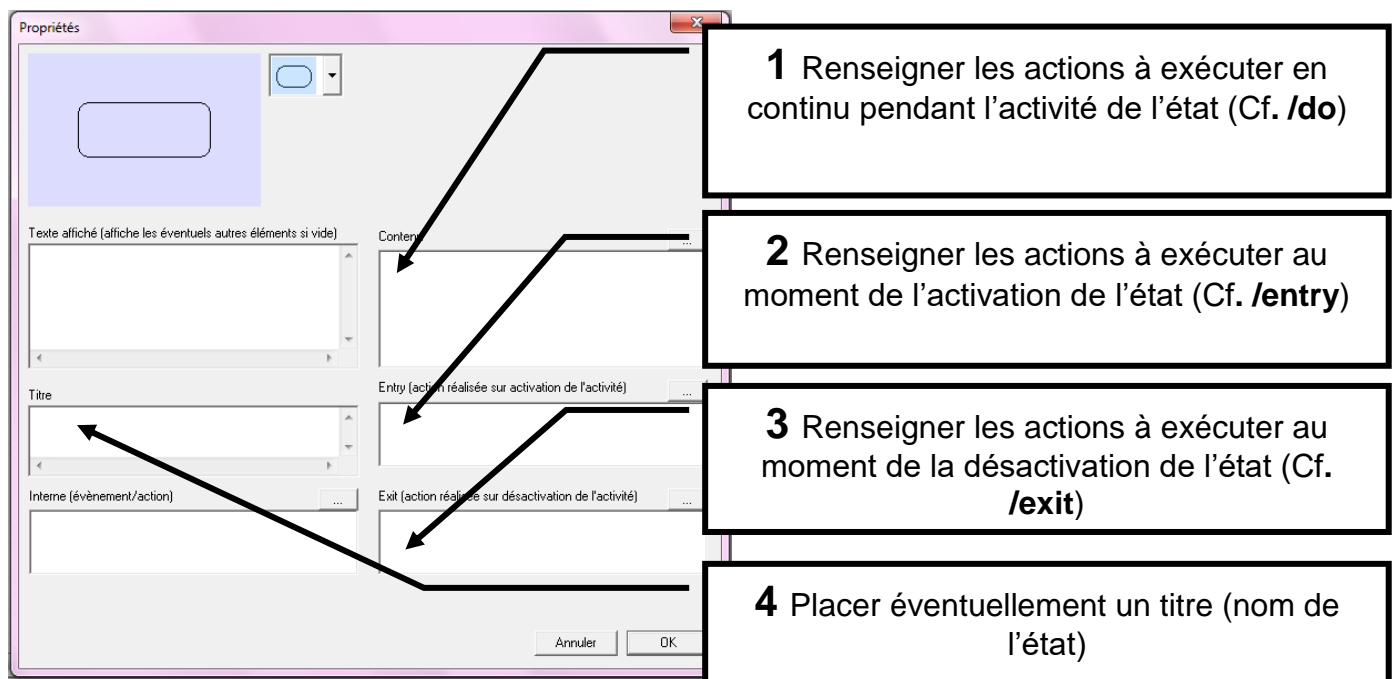 Propriétés
1 Renseigner les actions à exécuter en
continu pendant l’activité de l’état (Cf. /do)
Texte affiché (affiche les éventuels autres éléments si vide)
Contenu
...
2 Renseigner les actions à exécuter au
moment de l’activation de l’état (Cf. /entry)
Titre
Entry (action réalisée sur activation de l'activité)
...
3 Renseigner les actions à exécuter au
moment de la désactivation de l’état (Cf.
/exit)
Interne (évènement/action)
...
Exit (action réalisée sur désactivation de l'activité)
...
4 Placer éventuellement un titre (nom de
l’état)
Annuler
OK